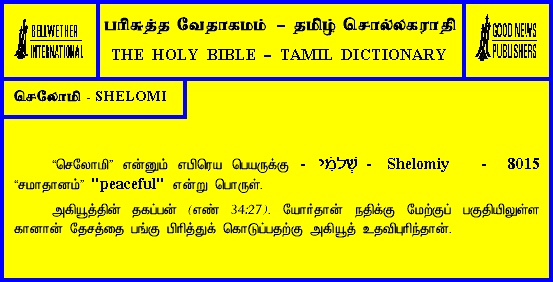 BELLWETHER
INTERNATIONAL
பரிசுத்த வேதாகமம் – தமிழ் சொல்லகராதி
THE HOLY BIBLE – TAMIL DICTIONARY
GOOD NEWS
PUBLISHERS
செலோமி - SHELOMI
“செலோமி” என்னும் எபிரெய பெயருக்கு - שְׁלֹמִי - Shelomiy - 8015
“சமாதானம்” "peaceful" என்று பொருள்.
அகியூத்தின் தகப்பன் (எண் 34:27). யோர்தான் நதிக்கு மேற்குப் பகுதியிலுள்ள
கானான் தேசத்தை பங்கு பிரித்துக் கொடுப்பதற்கு அகியூத் உதவிபுரிந்தான்.